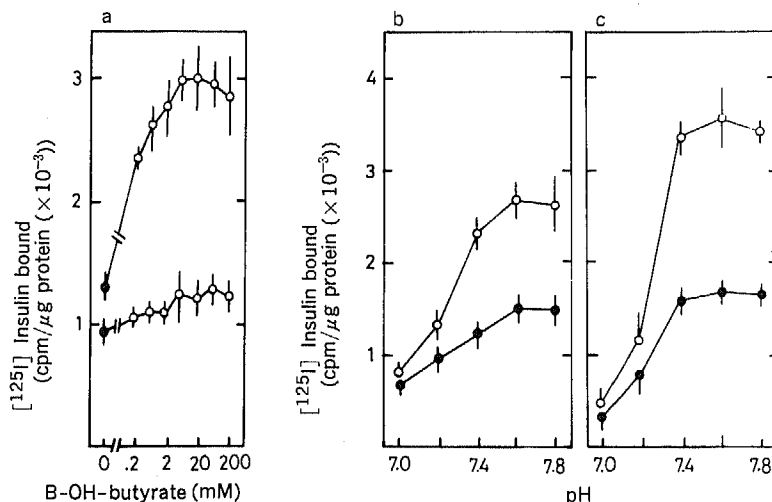 a
[¹²⁵I] Insulin bound
(cpm/μg protein (×10⁻³))
3
2
1
0 .2 2 20 200
B-OH-butyrate (mM)
b
c
[¹²⁵I] Insulin bound
(cpm/μg protein (×10⁻³))
4
3
2
1
7.0 7.4 7.8
7.0 7.4 7.8
pH